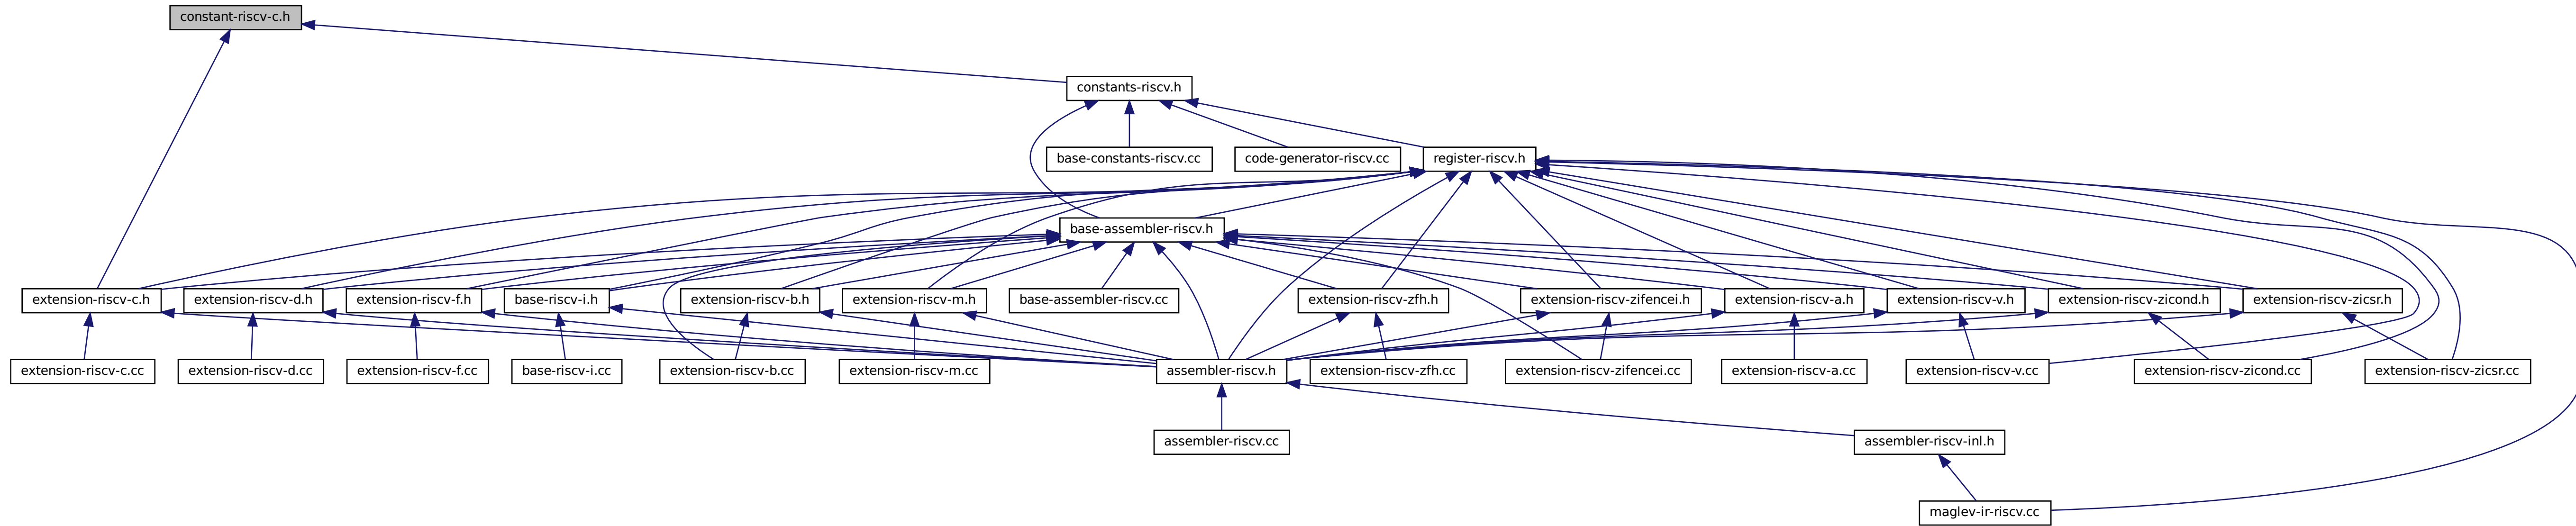 constant-riscv-c.h
constants-riscv.h
base-constants-riscv.cc
code-generator-riscv.cc
register-riscv.h
base-assembler-riscv.h
extension-riscv-c.h
extension-riscv-d.h
extension-riscv-f.h
base-riscv-i.h
extension-riscv-b.h
extension-riscv-m.h
base-assembler-riscv.cc
extension-riscv-zfh.h
extension-riscv-zifencei.h
extension-riscv-a.h
extension-riscv-v.h
extension-riscv-zicond.h
extension-riscv-zicsr.h
extension-riscv-c.cc
extension-riscv-d.cc
extension-riscv-f.cc
base-riscv-i.cc
extension-riscv-b.cc
extension-riscv-m.cc
assembler-riscv.h
extension-riscv-zfh.cc
extension-riscv-zifencei.cc
extension-riscv-a.cc
extension-riscv-v.cc
extension-riscv-zicond.cc
extension-riscv-zicsr.cc
assembler-riscv.cc
assembler-riscv-inl.h
maglev-ir-riscv.cc